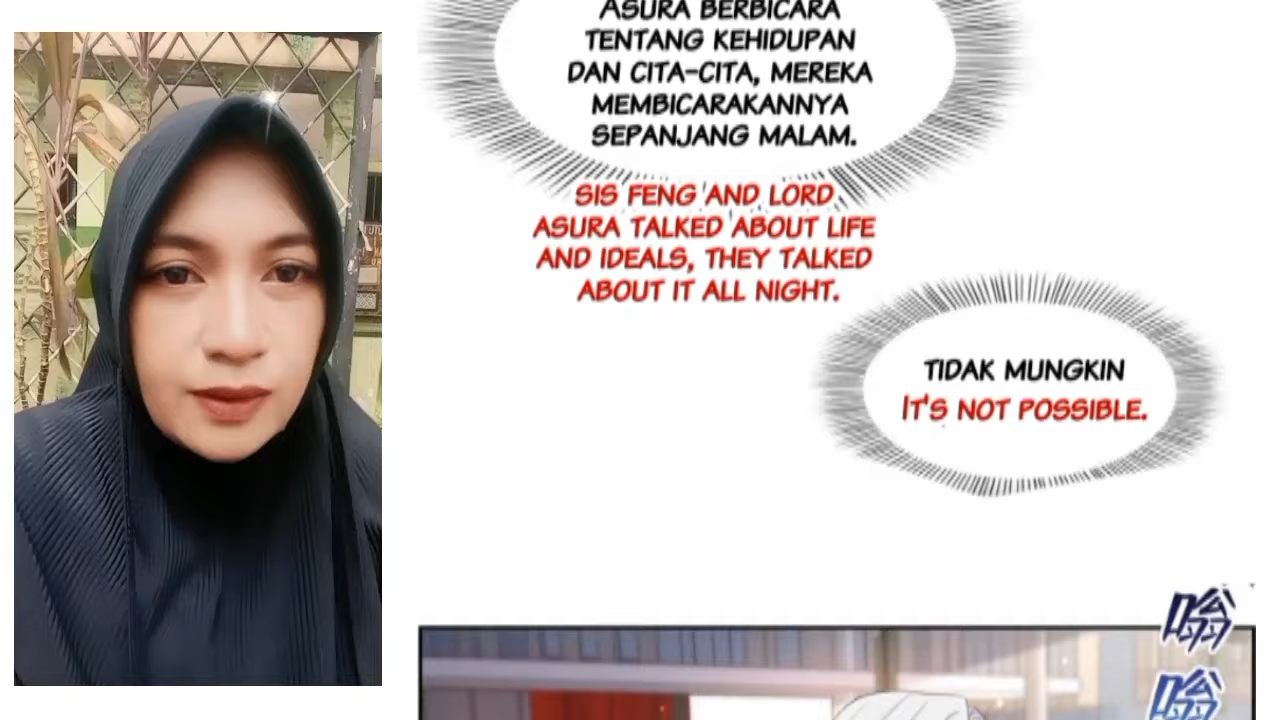 ASURA BERBICARA
TENTANG KEHIDUPAN
DAN CITA-CITA, MEREKA
MEMBICARAKANNYA
SEPANJANG MALAM.
SIS FENG AND LORD
ASURA TALKED ABOUT LIFE
AND IDEALS, THEY TALKED
ABOUT IT ALL NIGHT.
TIDAK MUNGKIN
IT'S NOT POSSIBLE.
嗡
嗡